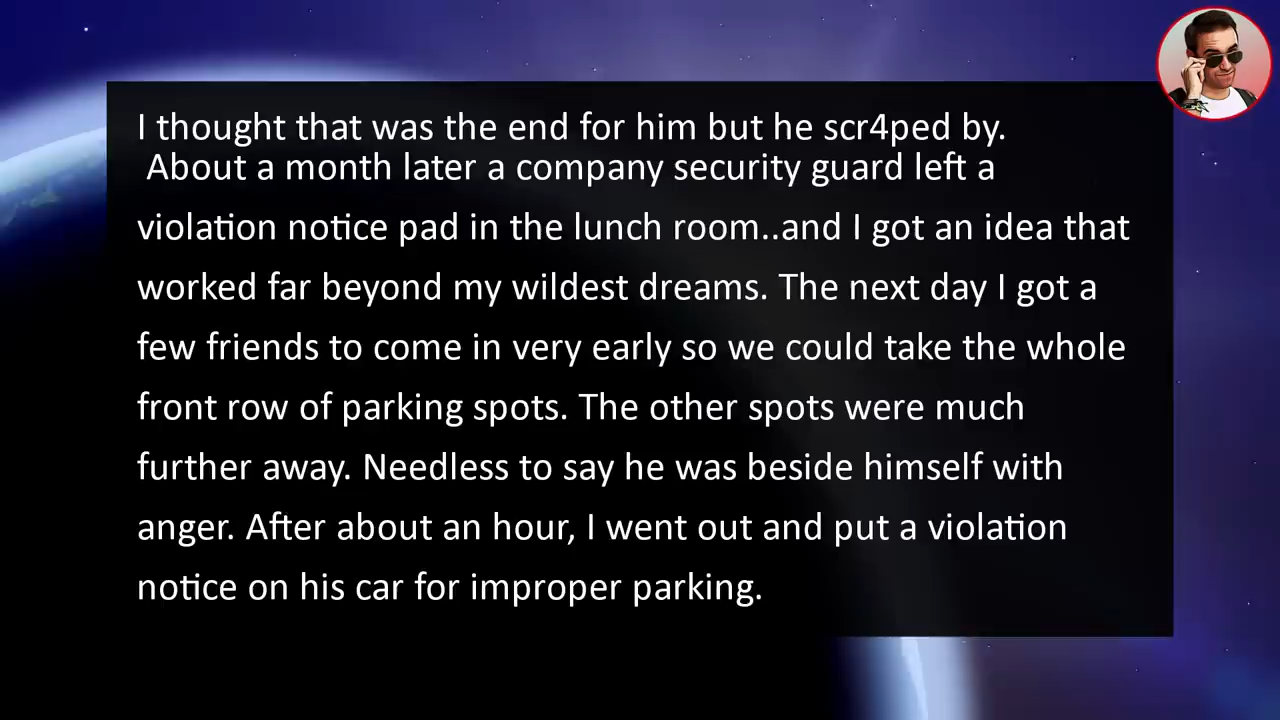 I thought that was the end for him but he scr4ped by.
About a month later a company security guard left a
violation notice pad in the lunch room..and I got an idea that
worked far beyond my wildest dreams. The next day I got a
few friends to come in very early so we could take the whole
front row of parking spots. The other spots were much
further away. Needless to say he was beside himself with
anger. After about an hour, I went out and put a violation
notice on his car for improper parking.